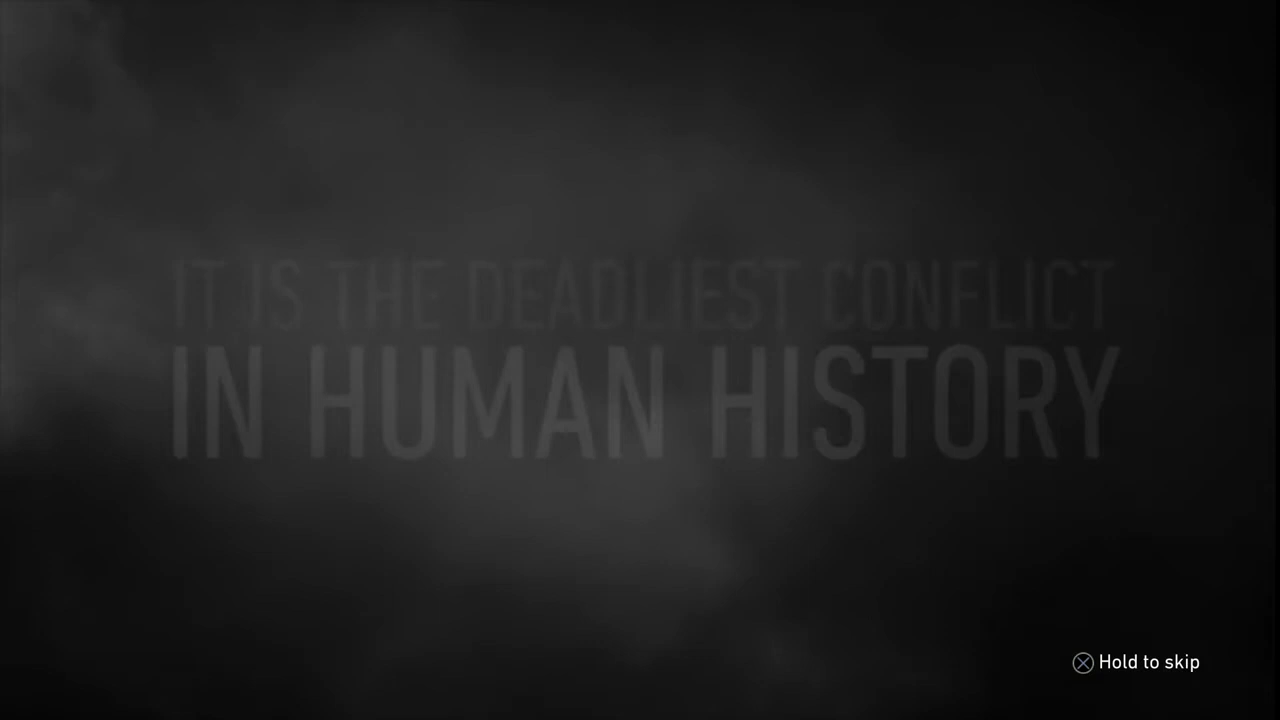 IT IS THE DEADLIEST CONFLICT
IN HUMAN HISTORY
Hold to skip